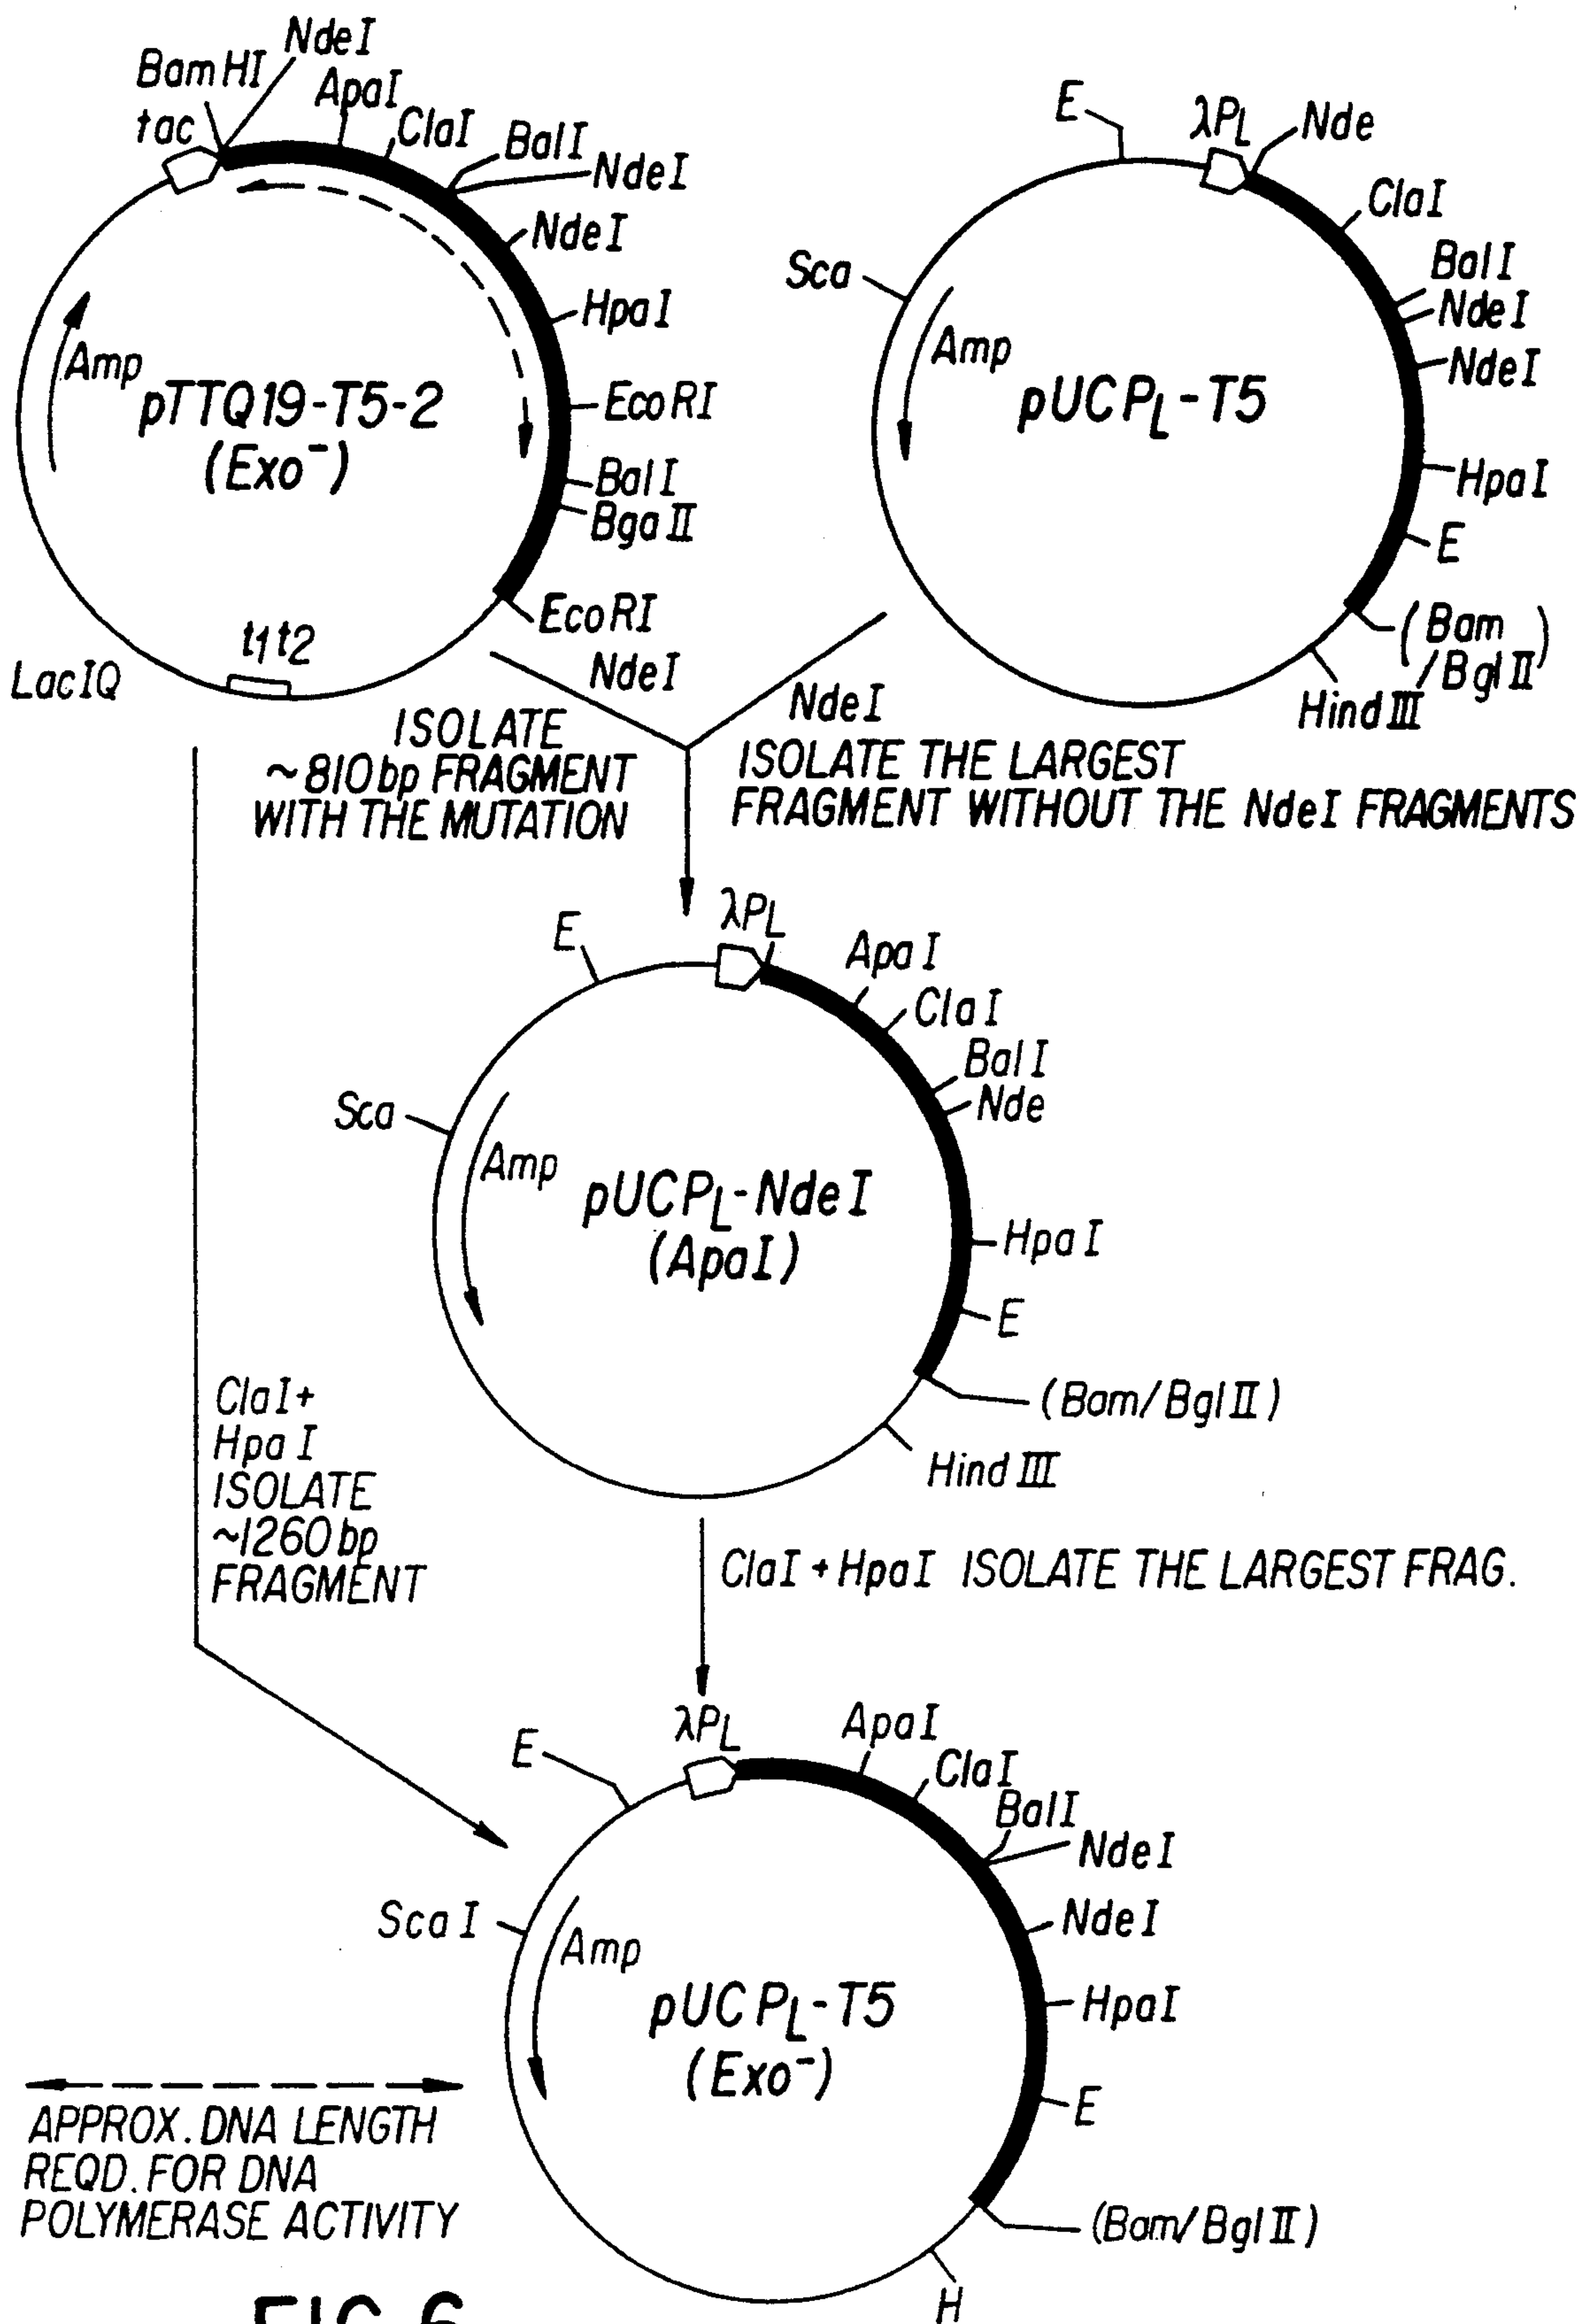 NdeI
BamHI
ApaI
tac
ClaI
BalI
NdeI
NdeI
HpaI
Amp
pTTQ19-T5-2
(Exo⁻)
EcoRI
BalI
BgaII
EcoRI
t1t2
LacIQ
NdeI
E
λPL
Nde
ClaI
Sca
BalI
NdeI
Amp
NdeI
pUCPL-T5
HpaI
E
(Bam
/BglII)
HindIII
NdeI
ISOLATE
~810bp FRAGMENT
WITH THE MUTATION
ISOLATE THE LARGEST
FRAGMENT WITHOUT THE NdeI FRAGMENTS
E
λPL
ApaI
ClaI
BalI
Nde
Sca
Amp
pUCPL-NdeI
(ApaI)
HpaI
E
(Bam/BglII)
HindIII
ClaI+
HpaI
ISOLATE
~1260bp
FRAGMENT
ClaI+HpaI ISOLATE THE LARGEST FRAG.
E
λPL
ApaI
ClaI
BalI
NdeI
ScaI
NdeI
Amp
HpaI
pUCPL-T5
(Exo⁻)
E
(Bam/BglII)
H
APPROX. DNA LENGTH
REQD. FOR DNA
POLYMERASE ACTIVITY
FIG. 6